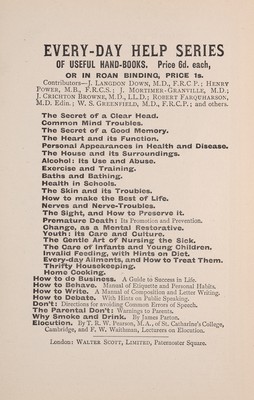 EVERY-DAY HELP SERIES
OF USEFUL HAND-BOOKS. Price 6d. each,
OR IN ROAN BINDING, PRICE 1s.
Contributors—J. LANGDON DOWN, M.D., F.R.C P.; HENRY
POWER, M.B., F.R.C.S.; J. MORTIMER-GRANVILLE, M.D.;
J. CRICHTON BROWNE, M.D., LL.D.; ROBERT FARQUHARSON,
M.D. Edin.; W. S. GREENFIELD, M.D., F.R.C.P.; and others.
The Secret of a Clear Head.
Common Mind Troubles.
The Secret of a Good Memory.
The Heart and its Function.
Personal Appearances in Health and Disease.
The House and its Surroundings.
Alcohol: Its Use and Abuse.
Exercise and Training.
Baths and Bathing.
Health in Schools.
The Skin and its Troubles.
How to make the Best of Life.
Nerves and Nerve-Troubles.
The Sight, and How to Preserve it.
Premature Death: Its Promotion and Prevention.
Change, as a Mental Restorative.
Youth: Its Care and Culture.
The Gentle Art of Nursing the Sick.
The Care of Infants and Young Children.
Invalid Feeding, with Hints on Diet.
Every-day Ailments, and How to Treat Them.
Thrifty Housekeeping.
Home Cooking.
How to do Business. A Guide to Success in Life.
How to Behave. Manual of Etiquette and Personal Habits.
How to Write. A Manual of Composition and Letter Writing.
How to Debate. With Hints on Public Speaking.
Don't: Directions for avoiding Common Errors of Speech.
The Parental Don't: Warnings to Parents.
Why Smoke and Drink. By James Parton.
Elocution. By T. R. W. Pearson, M.A., of St. Catharine's College,
Cambridge, and F. W. Waithman, Lecturers on Elocution.
London: WALTER SCOTT, LIMITED, Paternoster Square.